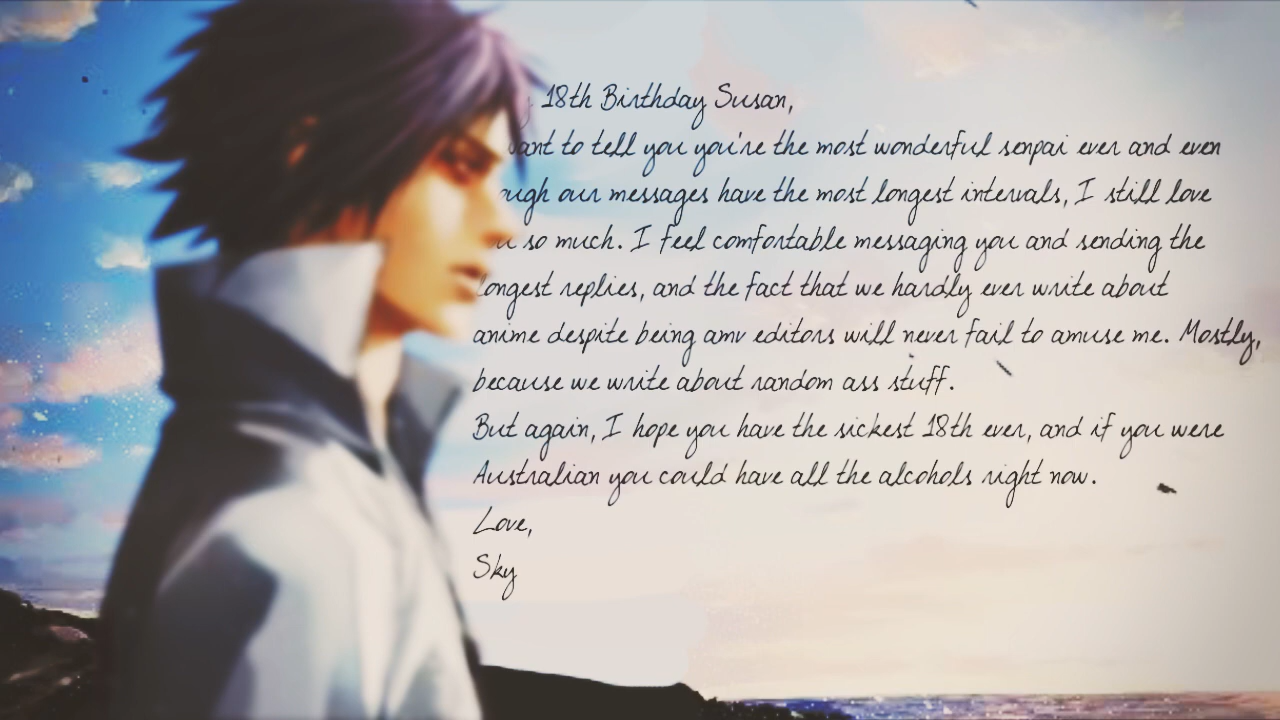 18th Birthday Susan,
to tell you you're the most wonderful senpai ever and even
our messages have the most longest intervals, I still love
so much. I feel comfortable messaging you and sending the
longest replies, and the fact that we hardly ever write about
anime despite being amv editors will never fail to amuse me. Mostly,
because we write about random ass stuff.
But again, I hope you have the sickest 18th ever, and if you were
Australian you could have all the alcohols right now.
Love,
Sky